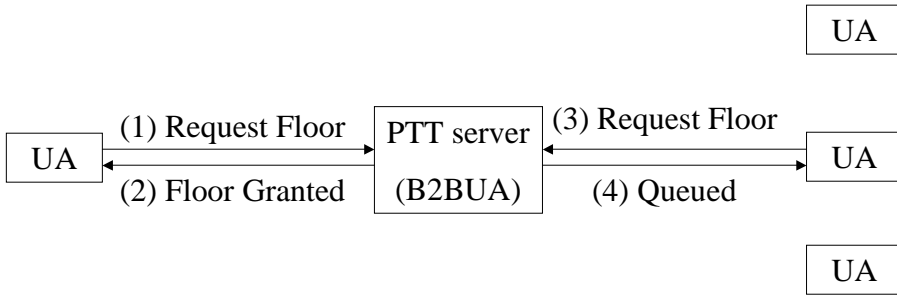 UA
(1) Request Floor
(3) Request Floor
PTT server
UA
UA
(2) Floor Granted
(B2BUA)
(4) Queued
UA